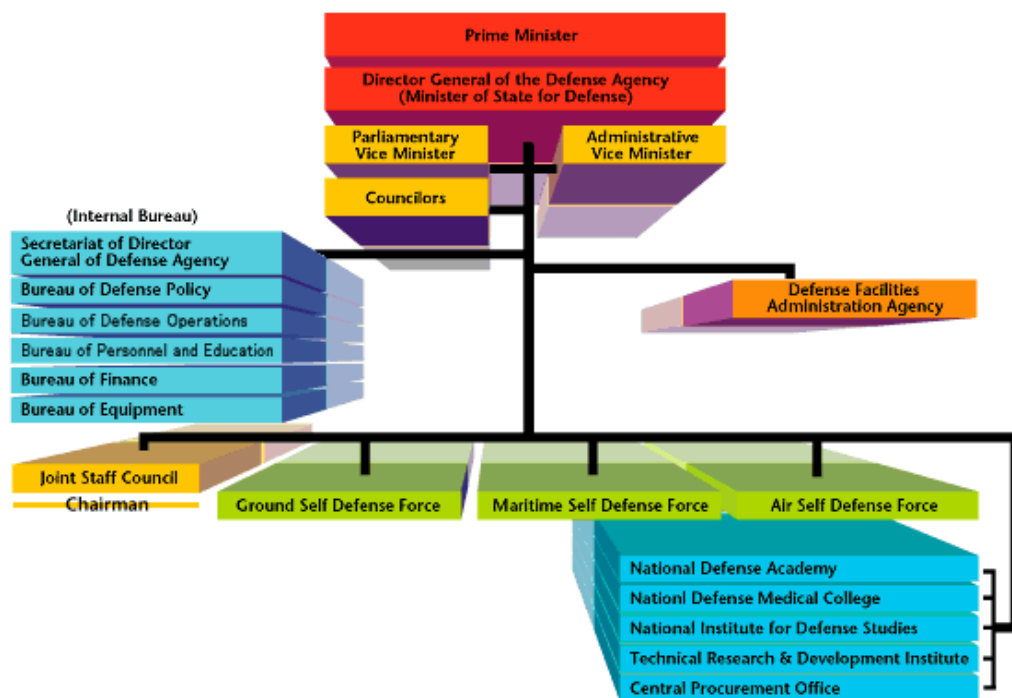 Prime Minister
Director General of the Defense Agency
(Minister of State for Defense)
Parliamentary
Vice Minister
Administrative
Vice Minister
Councilors
(Internal Bureau)
Secretariat of Director
General of Defense Agency
Bureau of Defense Policy
Bureau of Defense Operations
Bureau of Personnel and Education
Bureau of Finance
Bureau of Equipment
Defense Facilities
Administration Agency
Joint Staff Council
Chairman
Ground Self Defense Force
Maritime Self Defense Force
Air Self Defense Force
National Defense Academy
Nationl Defense Medical College
National Institute for Defense Studies
Technical Research & Development Institute
Central Procurement Office